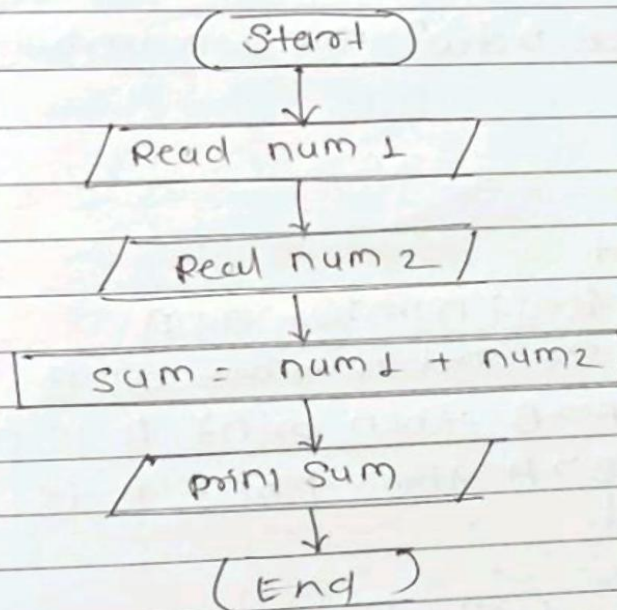 Start
Read num 1
Read num 2
Sum = num1 + num2
print Sum
End